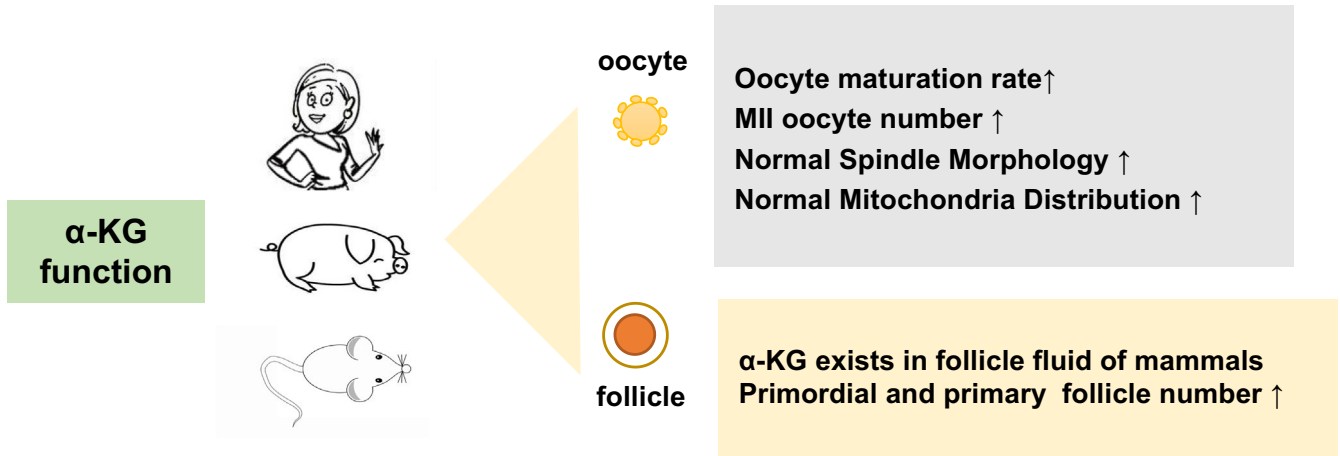 α-KG
function
oocyte
Oocyte maturation rate↑
MII oocyte number ↑
Normal Spindle Morphology ↑
Normal Mitochondria Distribution ↑
follicle
α-KG exists in follicle fluid of mammals
Primordial and primary  follicle number ↑